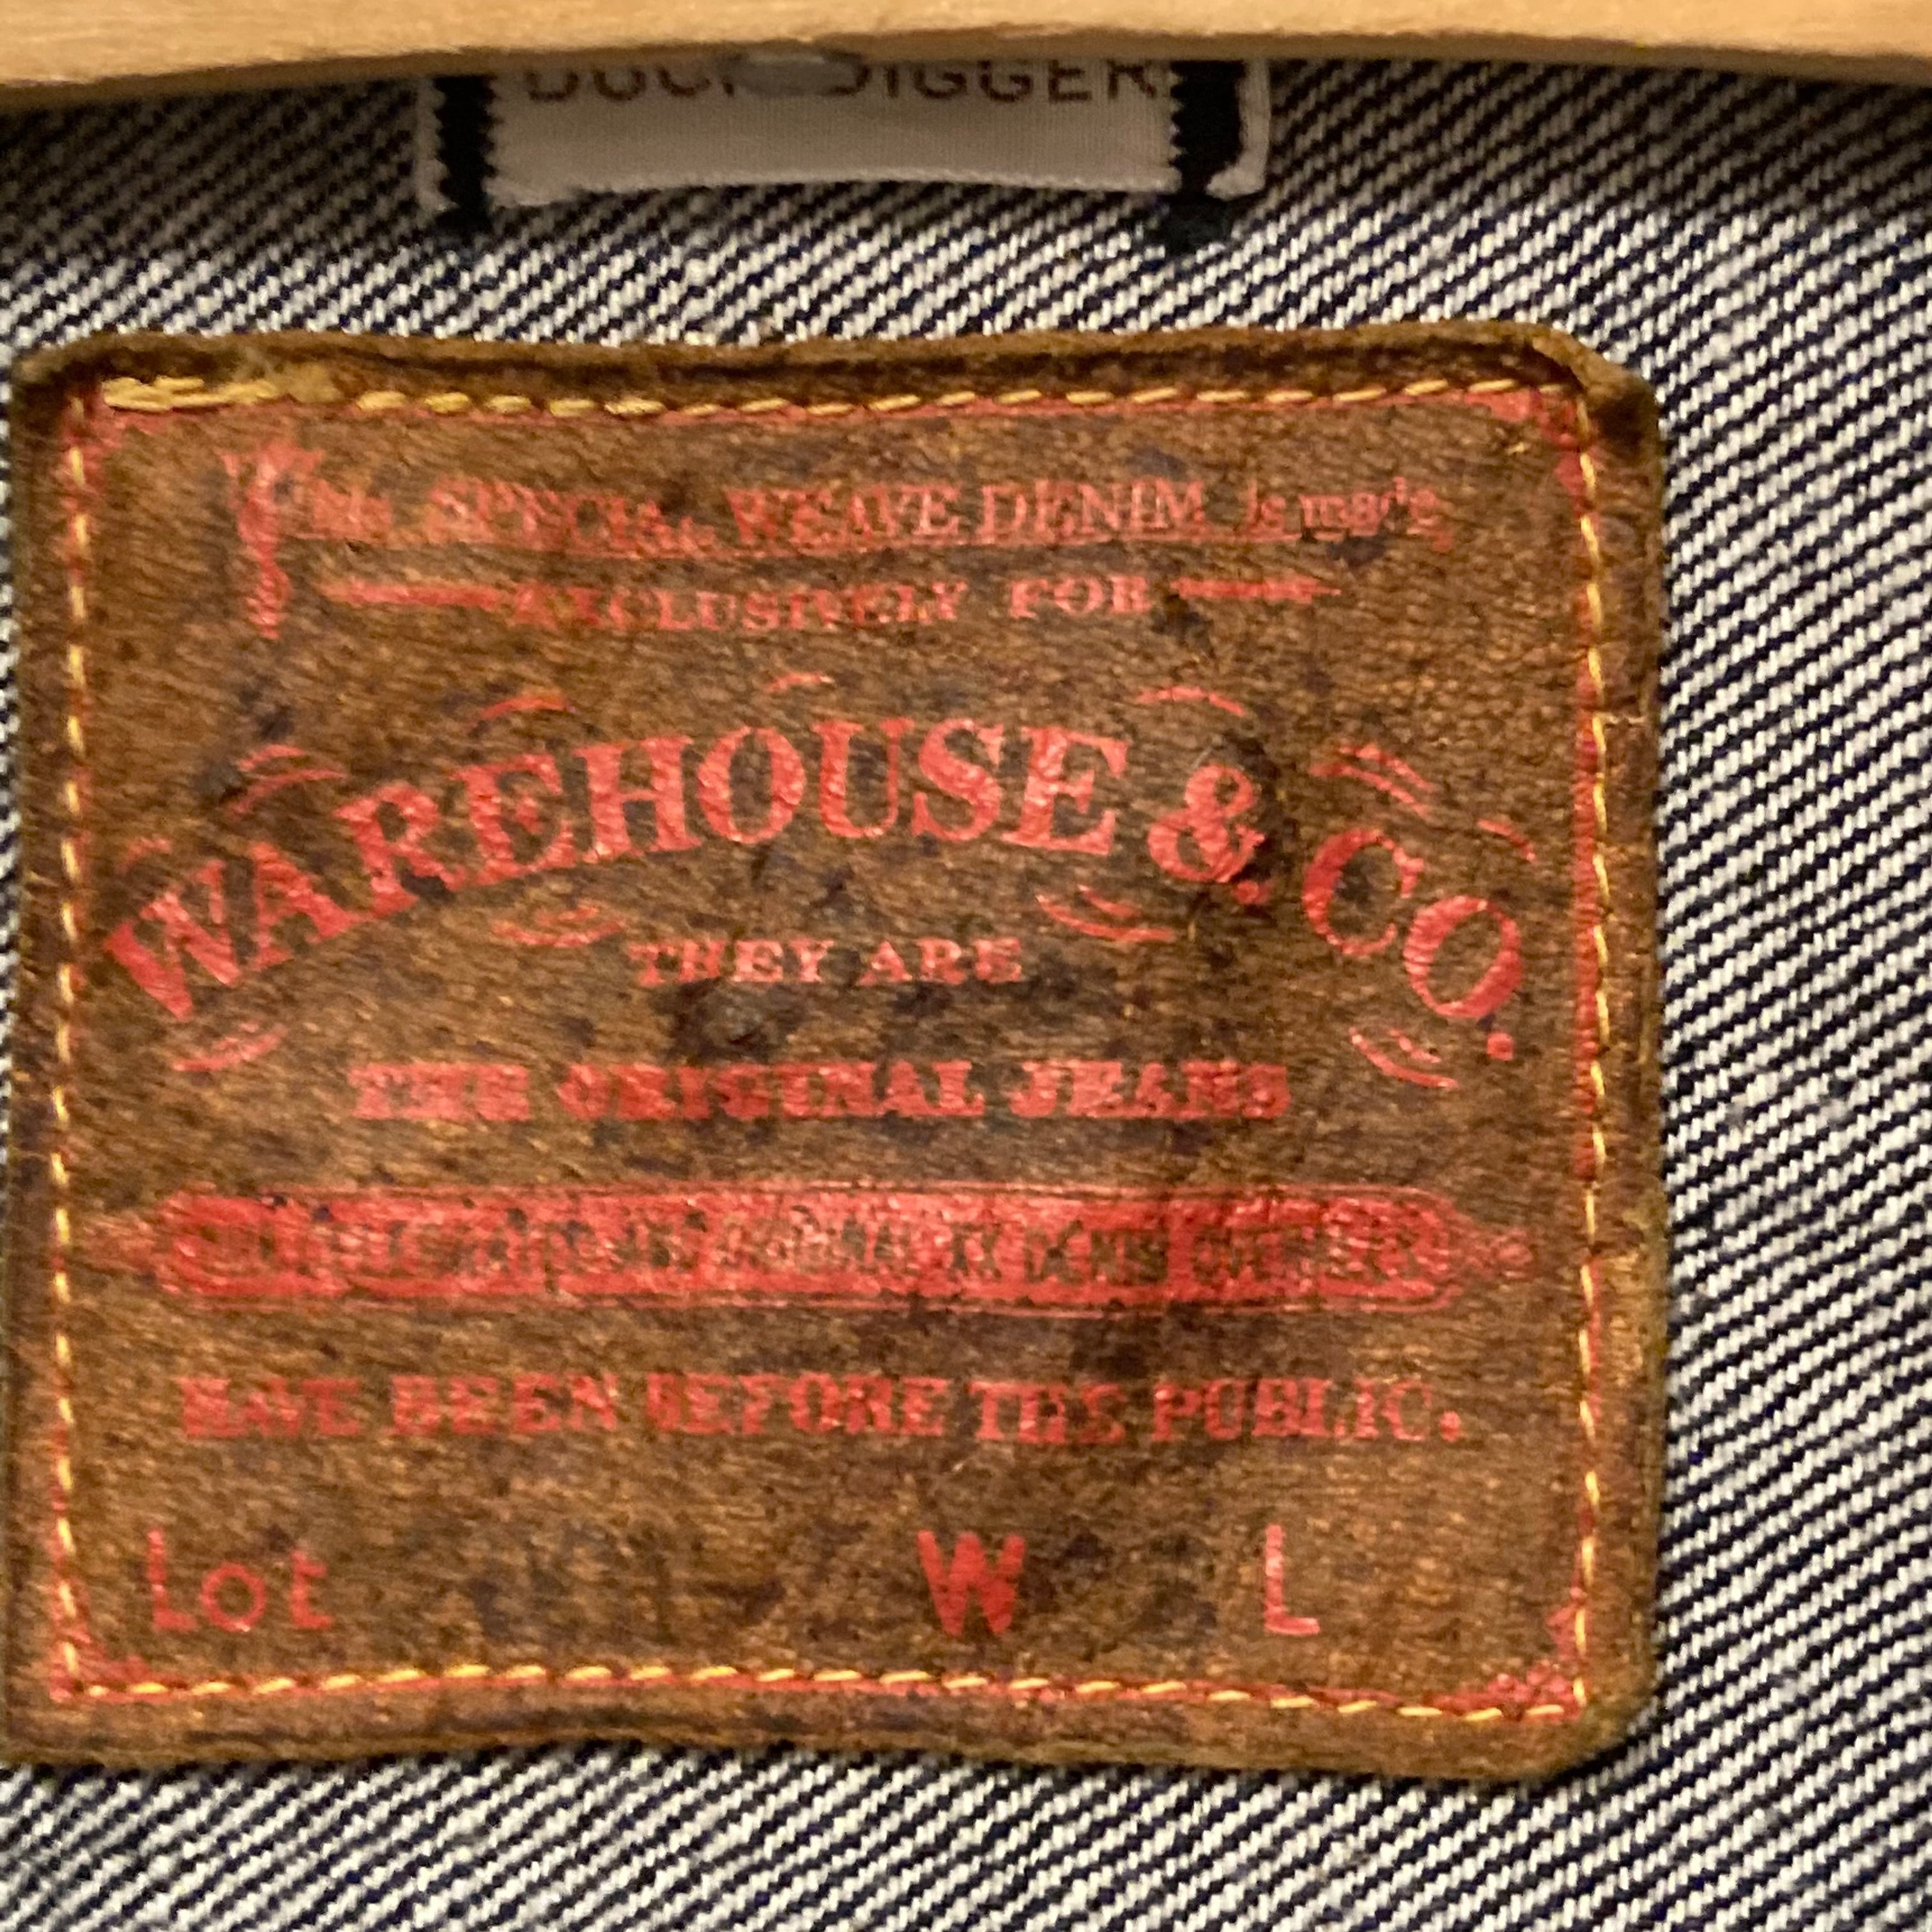 DIGGER
This SPECIAL WEAVE DENIM is made
EXCLUSIVELY FOR
WAREHOUSE & CO.
THEY ARE
THE ORIGINAL JEANS
HAVE BEEN BEFORE THE PUBLIC.
Lot W L